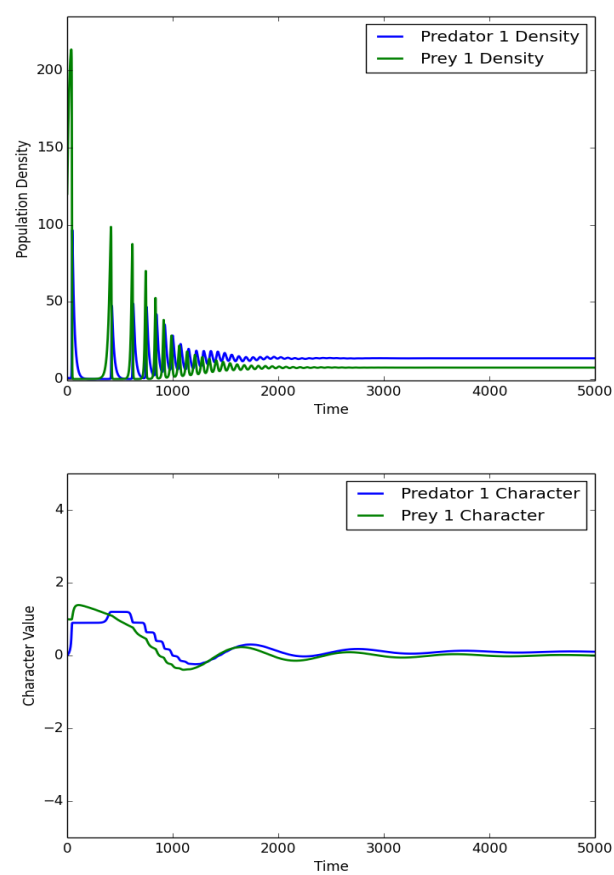 Predator 1 Density
Prey 1 Density
Population Density
200
150
100
50
0
0 1000 2000 3000 4000 5000
Time
Predator 1 Character
Prey 1 Character
Character Value
4
2
0
−2
−4
0 1000 2000 3000 4000 5000
Time